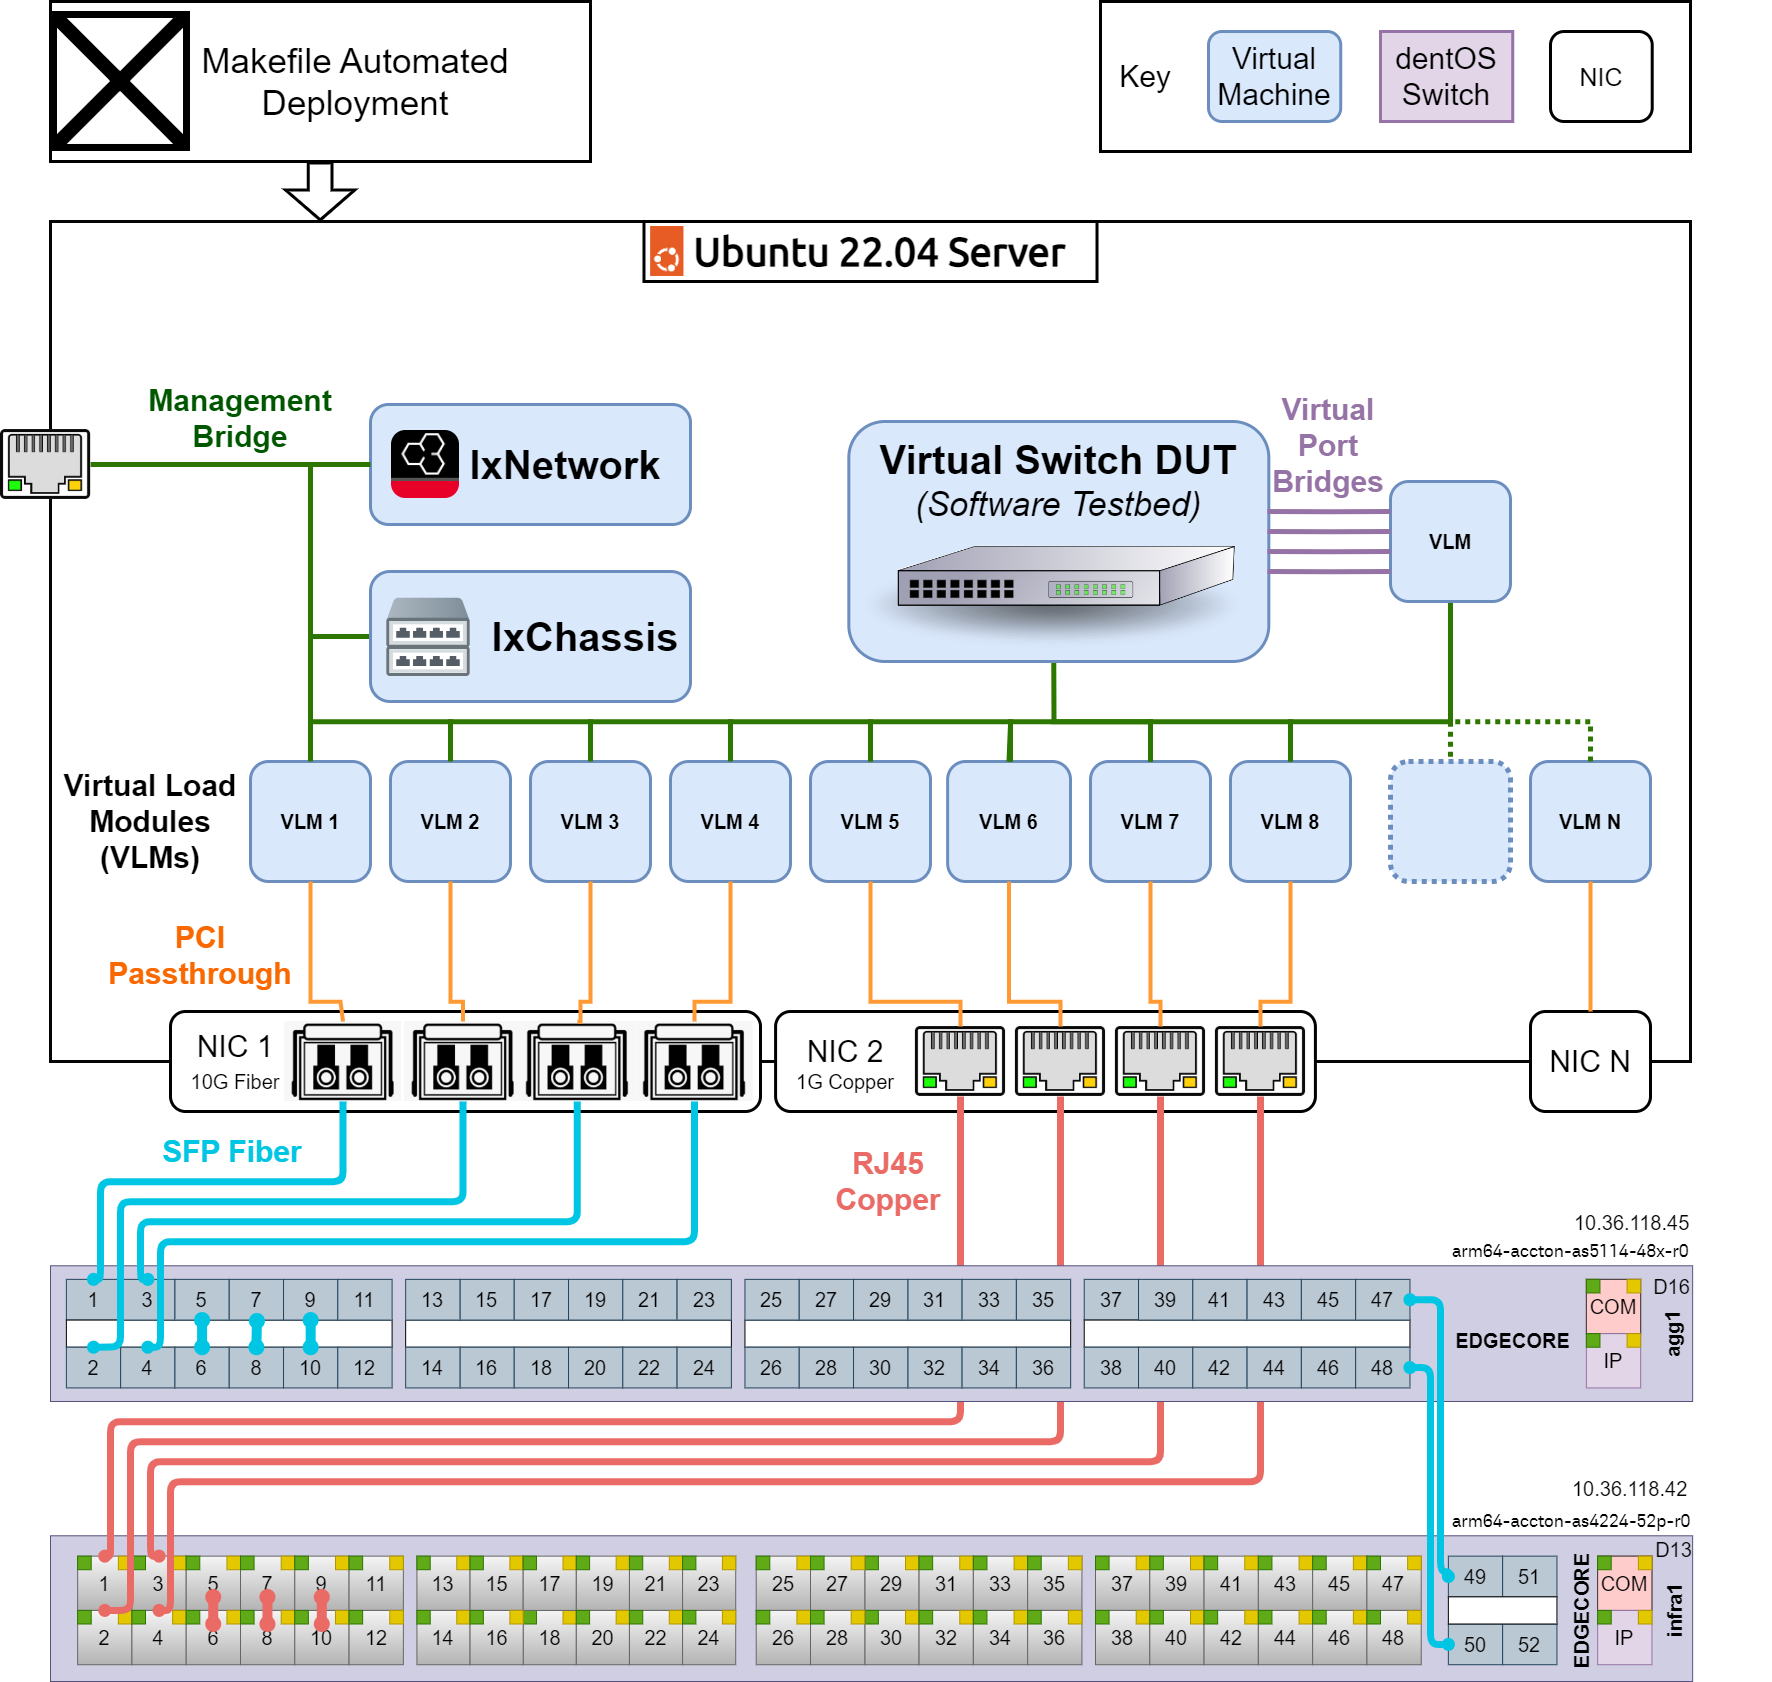 Makefile Automated
Deployment
Key
Virtual
Machine
dentOS
Switch
NIC
Ubuntu 22.04 Server
Management
Bridge
IxNetwork
IxChassis
Virtual Switch DUT
(Software Testbed)
Virtual
Port
Bridges
VLM
Virtual Load
Modules
(VLMs)
VLM 1
VLM 2
VLM 3
VLM 4
VLM 5
VLM 6
VLM 7
VLM 8
VLM N
PCI
Passthrough
NIC 1
10G Fiber
NIC 2
1G Copper
NIC N
SFP Fiber
RJ45
Copper
10.36.118.45
arm64-accton-as5114-48x-r0
1 3 5 7 9 11 13 15 17 19 21 23 25 27 29 31 33 35 37 39 41 43 45 47
2 4 6 8 10 12 14 16 18 20 22 24 26 28 30 32 34 36 38 40 42 44 46 48
EDGECORE
COM
IP
D16
agg1
10.36.118.42
arm64-accton-as4224-52p-r0
1 3 5 7 9 11 13 15 17 19 21 23 25 27 29 31 33 35 37 39 41 43 45 47 49 51
2 4 6 8 10 12 14 16 18 20 22 24 26 28 30 32 34 36 38 40 42 44 46 48 50 52
EDGECORE
COM
IP
D13
infra1